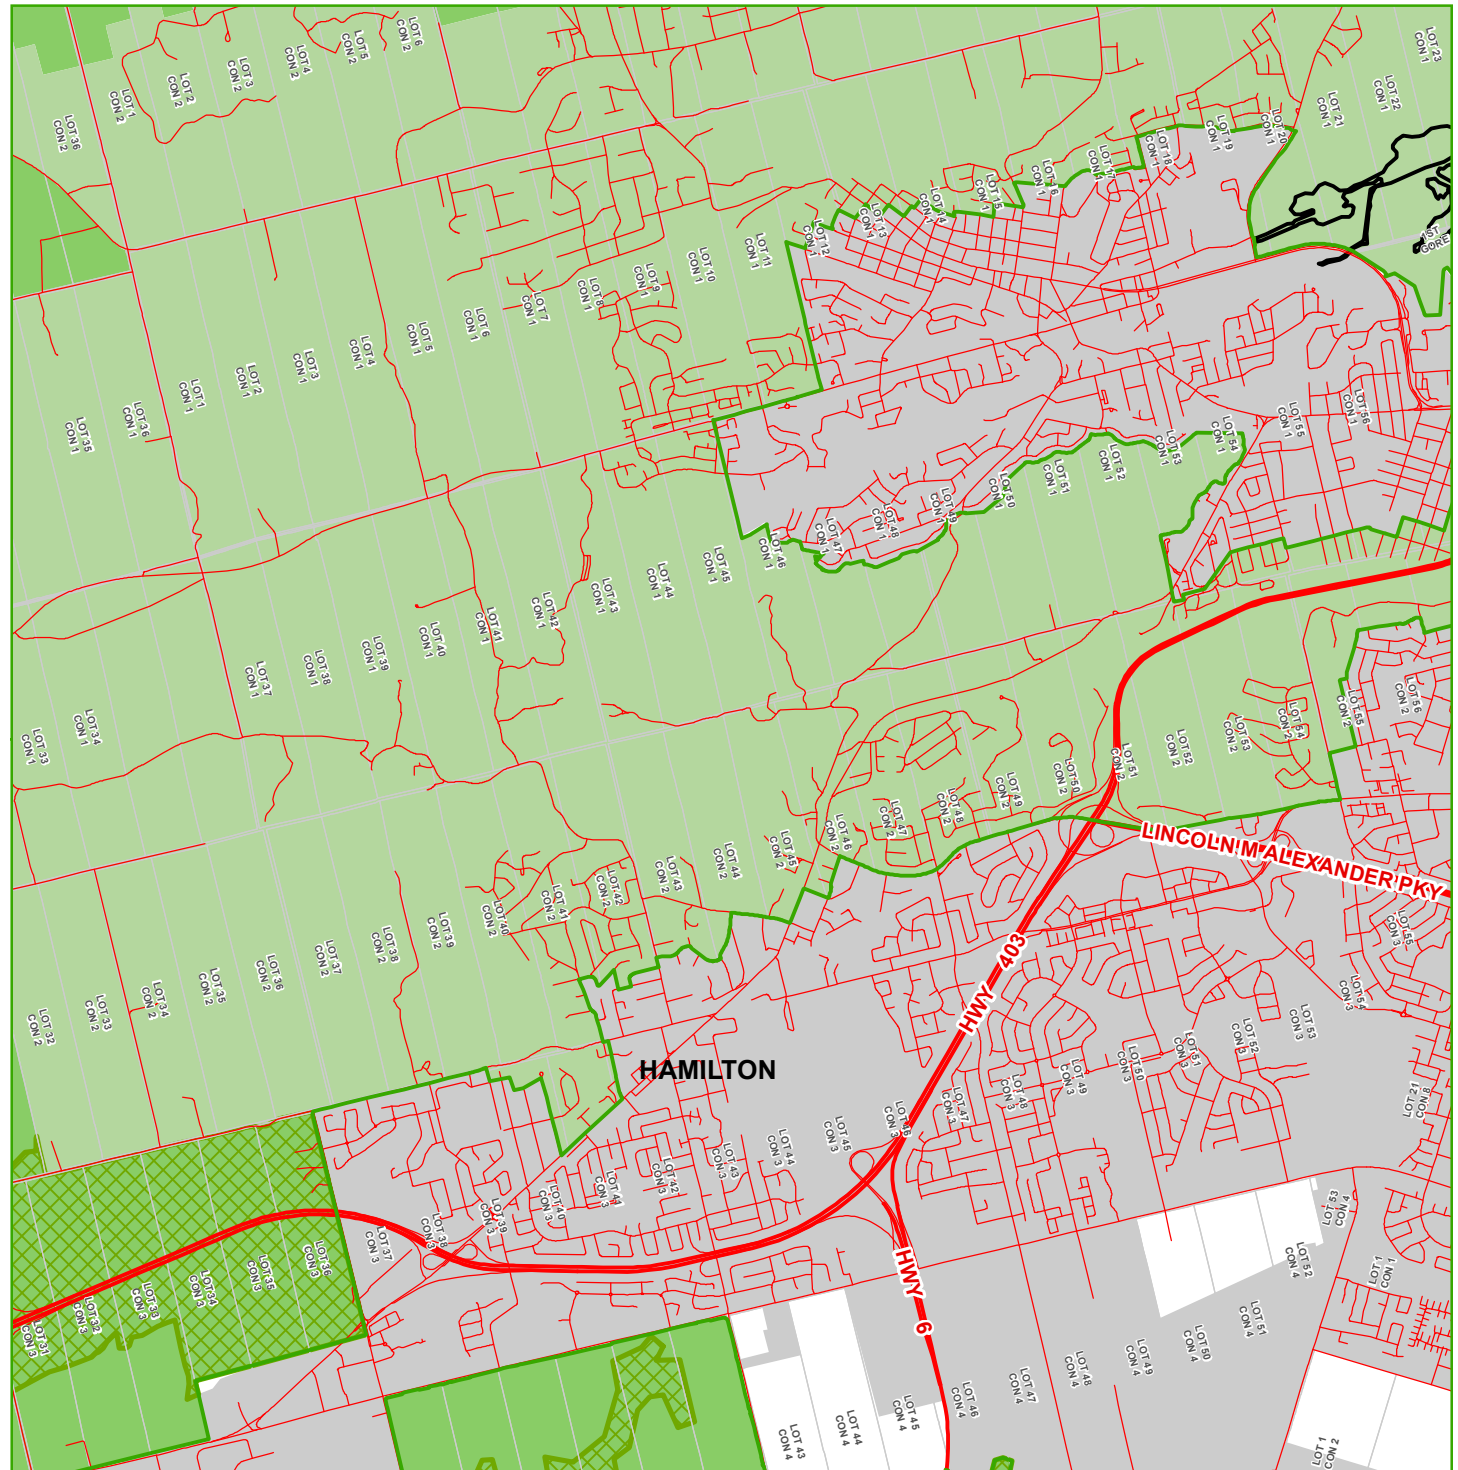 LOT 6
CON 2
LOT 5
CON 2
LOT 4
CON 2
LOT 3
CON 2
LOT 2
CON 2
LOT 1
CON 2
LOT 36
CON 2
LOT 23
CON 1
LOT 22
CON 1
LOT 21
CON 1
LOT 20
CON 1
LOT 19
CON 1
LOT 18
CON 1
LOT 17
CON 1
LOT 16
CON 1
LOT 15
CON 1
LOT 14
CON 1
LOT 13
CON 1
LOT 12
CON 1
LOT 11
CON 1
LOT 10
CON 1
LOT 9
CON 1
LOT 8
CON 1
LOT 7
CON 1
LOT 6
CON 1
LOT 5
CON 1
LOT 4
CON 1
LOT 3
CON 1
LOT 2
CON 1
LOT 1
CON 1
LOT 36
CON 1
LOT 35
CON 1
1ST
GORE
LOT 56
CON 1
LOT 55
CON 1
LOT 54
CON 1
LOT 53
CON 1
LOT 52
CON 1
LOT 51
CON 1
LOT 50
CON 1
LOT 49
CON 1
LOT 48
CON 1
LOT 47
CON 1
LOT 46
CON 1
LOT 45
CON 1
LOT 44
CON 1
LOT 43
CON 1
LOT 42
CON 1
LOT 41
CON 1
LOT 40
CON 1
LOT 39
CON 1
LOT 38
CON 1
LOT 37
CON 1
LOT 34
CON 1
LOT 33
CON 1
LOT 56
CON 2
LOT 55
CON 2
LOT 54
CON 2
LOT 53
CON 2
LOT 52
CON 2
LOT 51
CON 2
LOT 50
CON 2
LOT 49
CON 2
LOT 48
CON 2
LOT 47
CON 2
LOT 46
CON 2
LOT 45
CON 2
LOT 44
CON 2
LOT 43
CON 2
LOT 42
CON 2
LOT 41
CON 2
LOT 40
CON 2
LOT 39
CON 2
LOT 38
CON 2
LOT 37
CON 2
LOT 36
CON 2
LOT 35
CON 2
LOT 34
CON 2
LOT 33
CON 2
LOT 32
CON 2
LINCOLN M ALEXANDER PKY
HWY 403
HAMILTON
LOT 55
CON 3
LOT 54
CON 3
LOT 53
CON 3
LOT 52
CON 3
LOT 51
CON 3
LOT 50
CON 3
LOT 49
CON 3
LOT 48
CON 3
LOT 47
CON 3
LOT 46
CON 3
LOT 45
CON 3
LOT 44
CON 3
LOT 43
CON 3
LOT 42
CON 3
LOT 41
CON 3
LOT 40
CON 3
LOT 39
CON 3
LOT 38
CON 3
LOT 37
CON 3
LOT 36
CON 3
LOT 35
CON 3
LOT 34
CON 3
LOT 33
CON 3
LOT 32
CON 3
LOT 31
CON 3
LOT 21
CON 8
HWY 6
LOT 53
CON 4
LOT 52
CON 4
LOT 51
CON 4
LOT 50
CON 4
LOT 49
CON 4
LOT 48
CON 4
LOT 47
CON 4
LOT 46
CON 4
LOT 45
CON 4
LOT 44
CON 4
LOT 43
CON 4
LOT 1
CON 1
LOT 1
CON 2